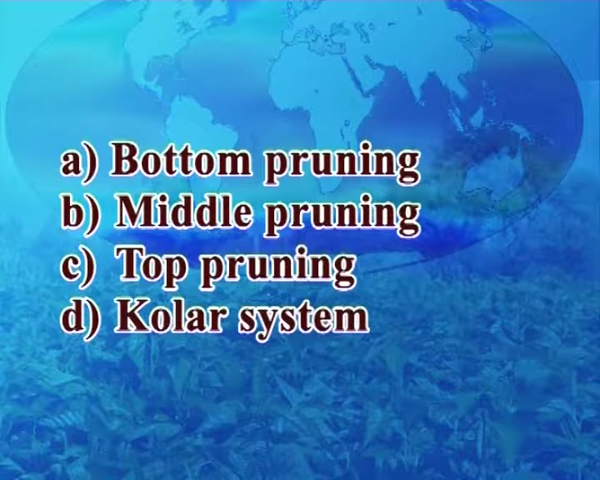 a) Bottom pruning
b) Middle pruning
c) Top pruning
d) Kolar system